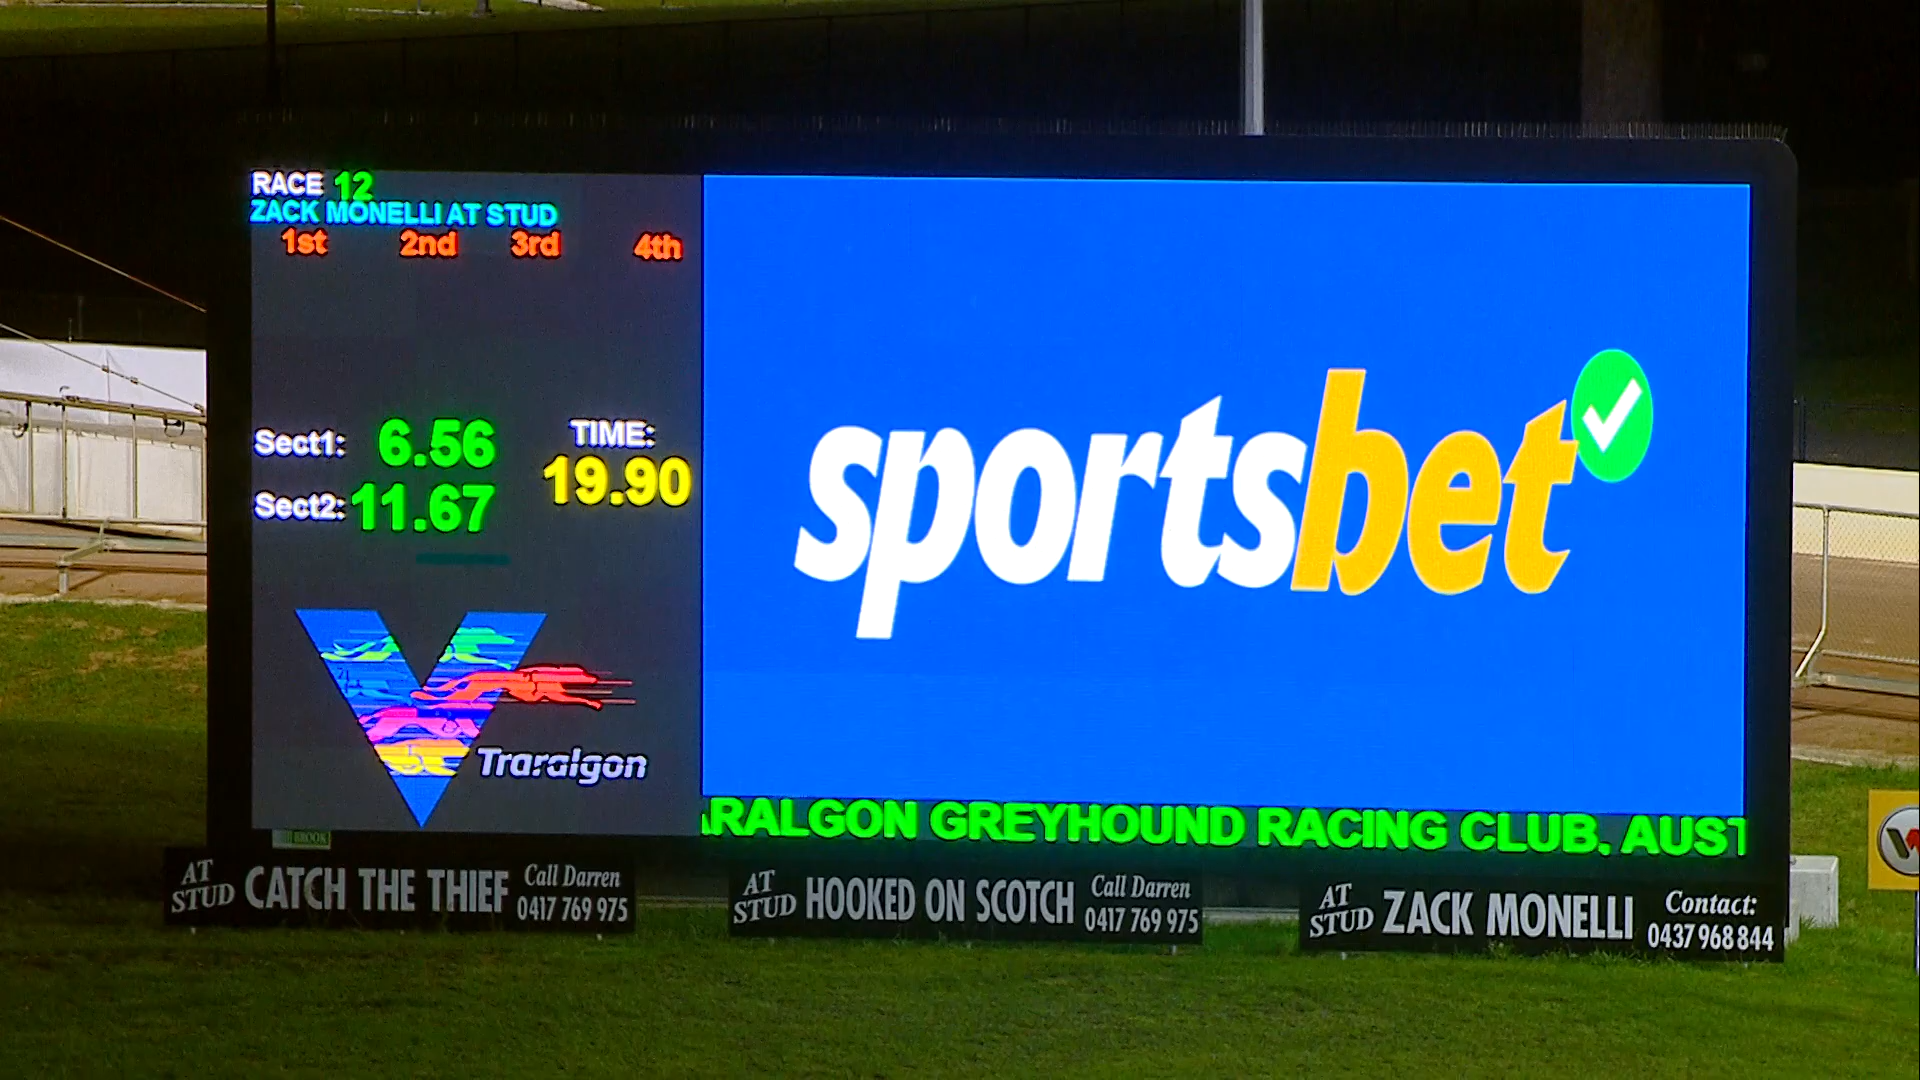 RACE 12
ZACK MONELLI AT STUD
1st 2nd 3rd 4th
Sect1: 6.56
Sect2: 11.67
TIME:
19.90
Traralgon
sportsbet
ARALGON GREYHOUND RACING CLUB. AUST
BROOK
AT STUD CATCH THE THIEF Call Darren 0417 769 975
AT STUD HOOKED ON SCOTCH Call Darren 0417 769 975
AT STUD ZACK MONELLI Contact: 0437 968 844